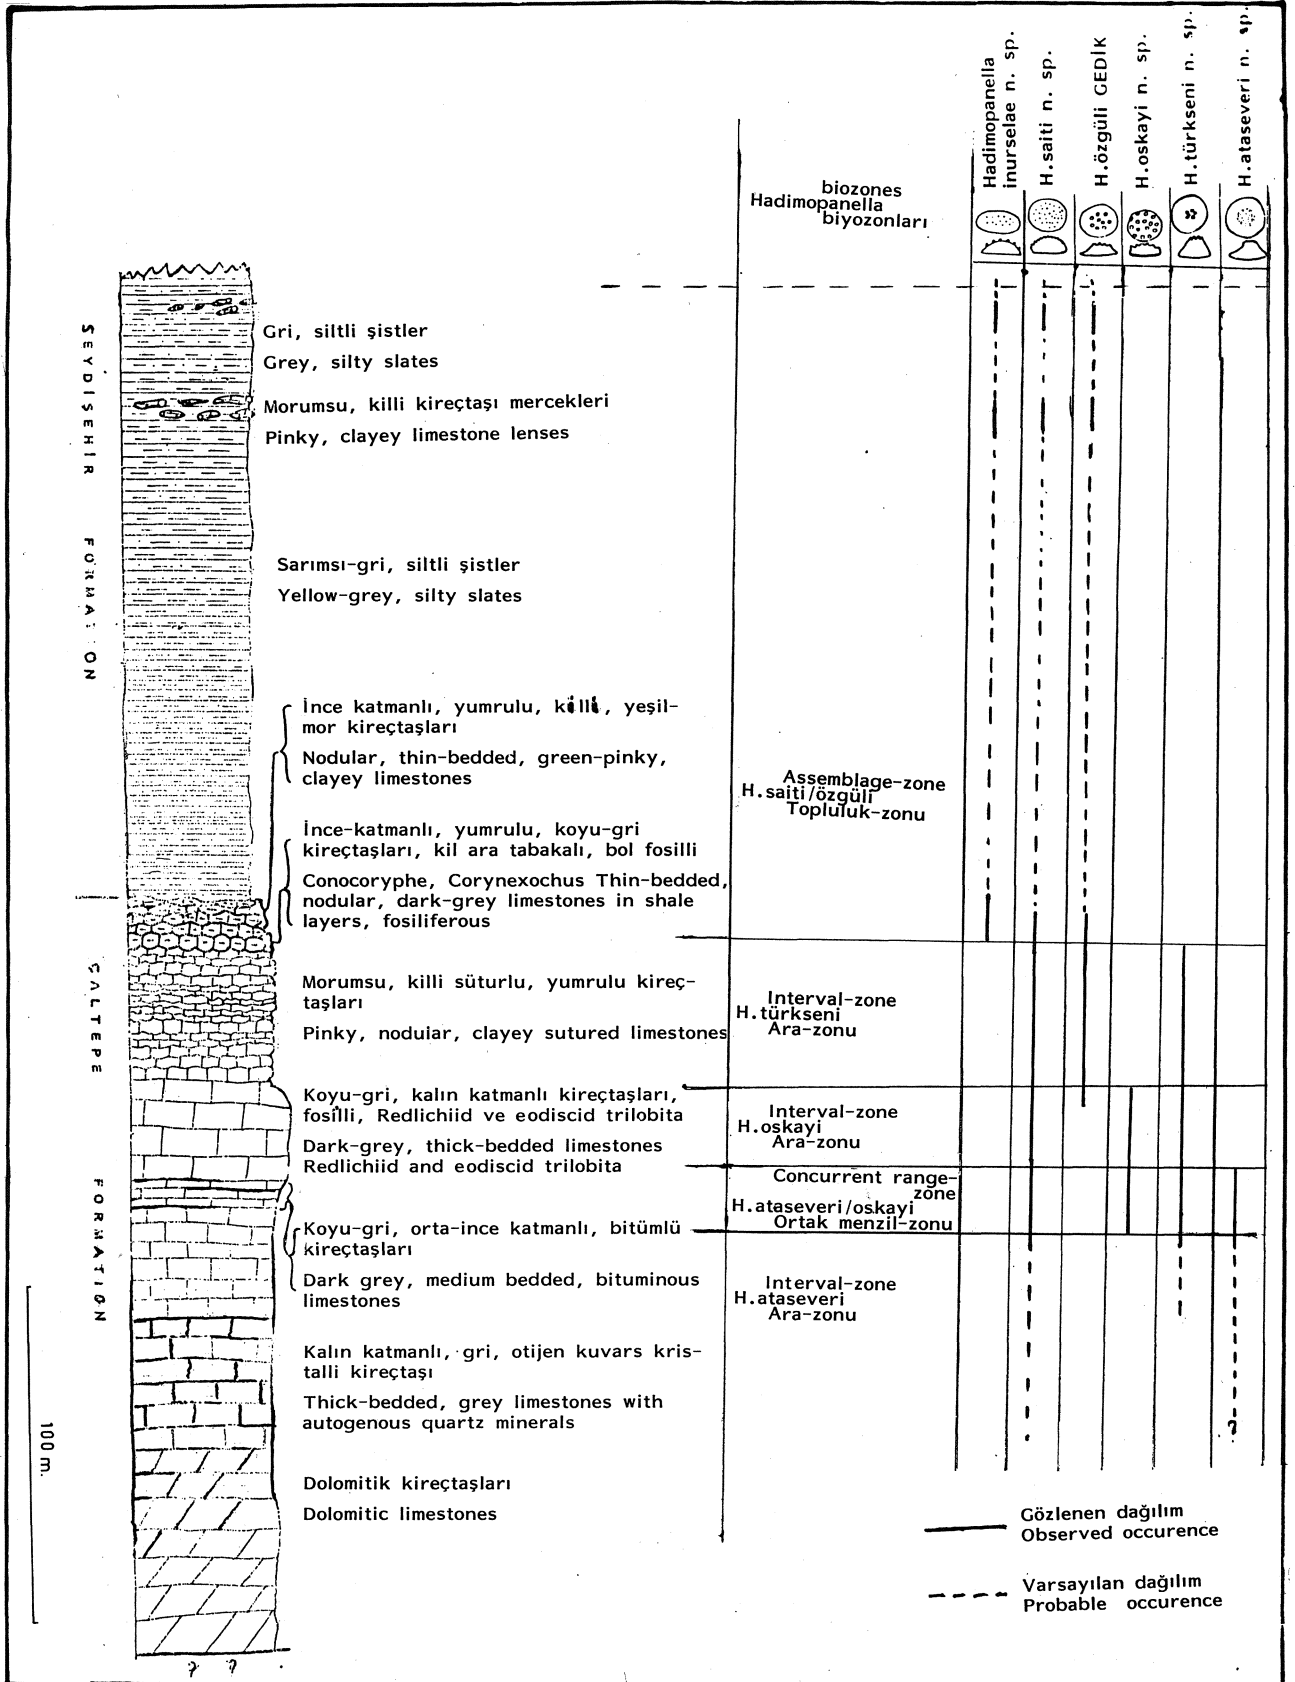 Hadimopanella
inurselae n. sp.
H.saiti n. sp.
H.özgüli GEDİK
H.oskayi n. sp.
H.türkseni n. sp.
H.ataseveri n. sp.
biozones
Hadimopanella
biyozonları
SEYDİŞEHİR FORMATION
Gri, siltli şistler
Grey, silty slates
Morumsu, killi kireçtaşı mercekleri
Pinky, clayey limestone lenses
Sarımsı-gri, siltli şistler
Yellow-grey, silty slates
İnce katmanlı, yumrulu, killi, yeşil-
mor kireçtaşları
Nodular, thin-bedded, green-pinky,
clayey limestones
Assemblage-zone
H.saiti/özgüli
Topluluk-zonu
İnce-katmanlı, yumrulu, koyu-gri
kireçtaşları, kil ara tabakalı, bol fosilli
Conocoryphe, Corynexochus Thin-bedded,
nodular, dark-grey limestones in shale
layers, fosiliferous
ÇALTEPE FORMATION
Morumsu, killi süturlu, yumrulu kireç-
taşları
Pinky, nodular, clayey sutured limestones
Interval-zone
H.türkseni
Ara-zonu
Koyu-gri, kalın katmanlı kireçtaşları,
fosilli, Redlichiid ve eodiscid trilobita
Dark-grey, thick-bedded limestones
Redlichiid and eodiscid trilobita
Interval-zone
H.oskayi
Ara-zonu
Concurrent range-
zone
H.ataseveri/oskayi
Ortak menzil-zonu
Koyu-gri, orta-ince katmanlı, bitümlü
kireçtaşları
Dark grey, medium bedded, bituminous
limestones
Interval-zone
H.ataseveri
Ara-zonu
Kalın katmanlı, gri, otijen kuvars kris-
talli kireçtaşı
Thick-bedded, grey limestones with
autogenous quartz minerals
?
100 m.
Dolomitik kireçtaşları
Dolomitic limestones
Gözlenen dağılım
Observed occurence
Varsayılan dağılım
Probable occurence
? ?